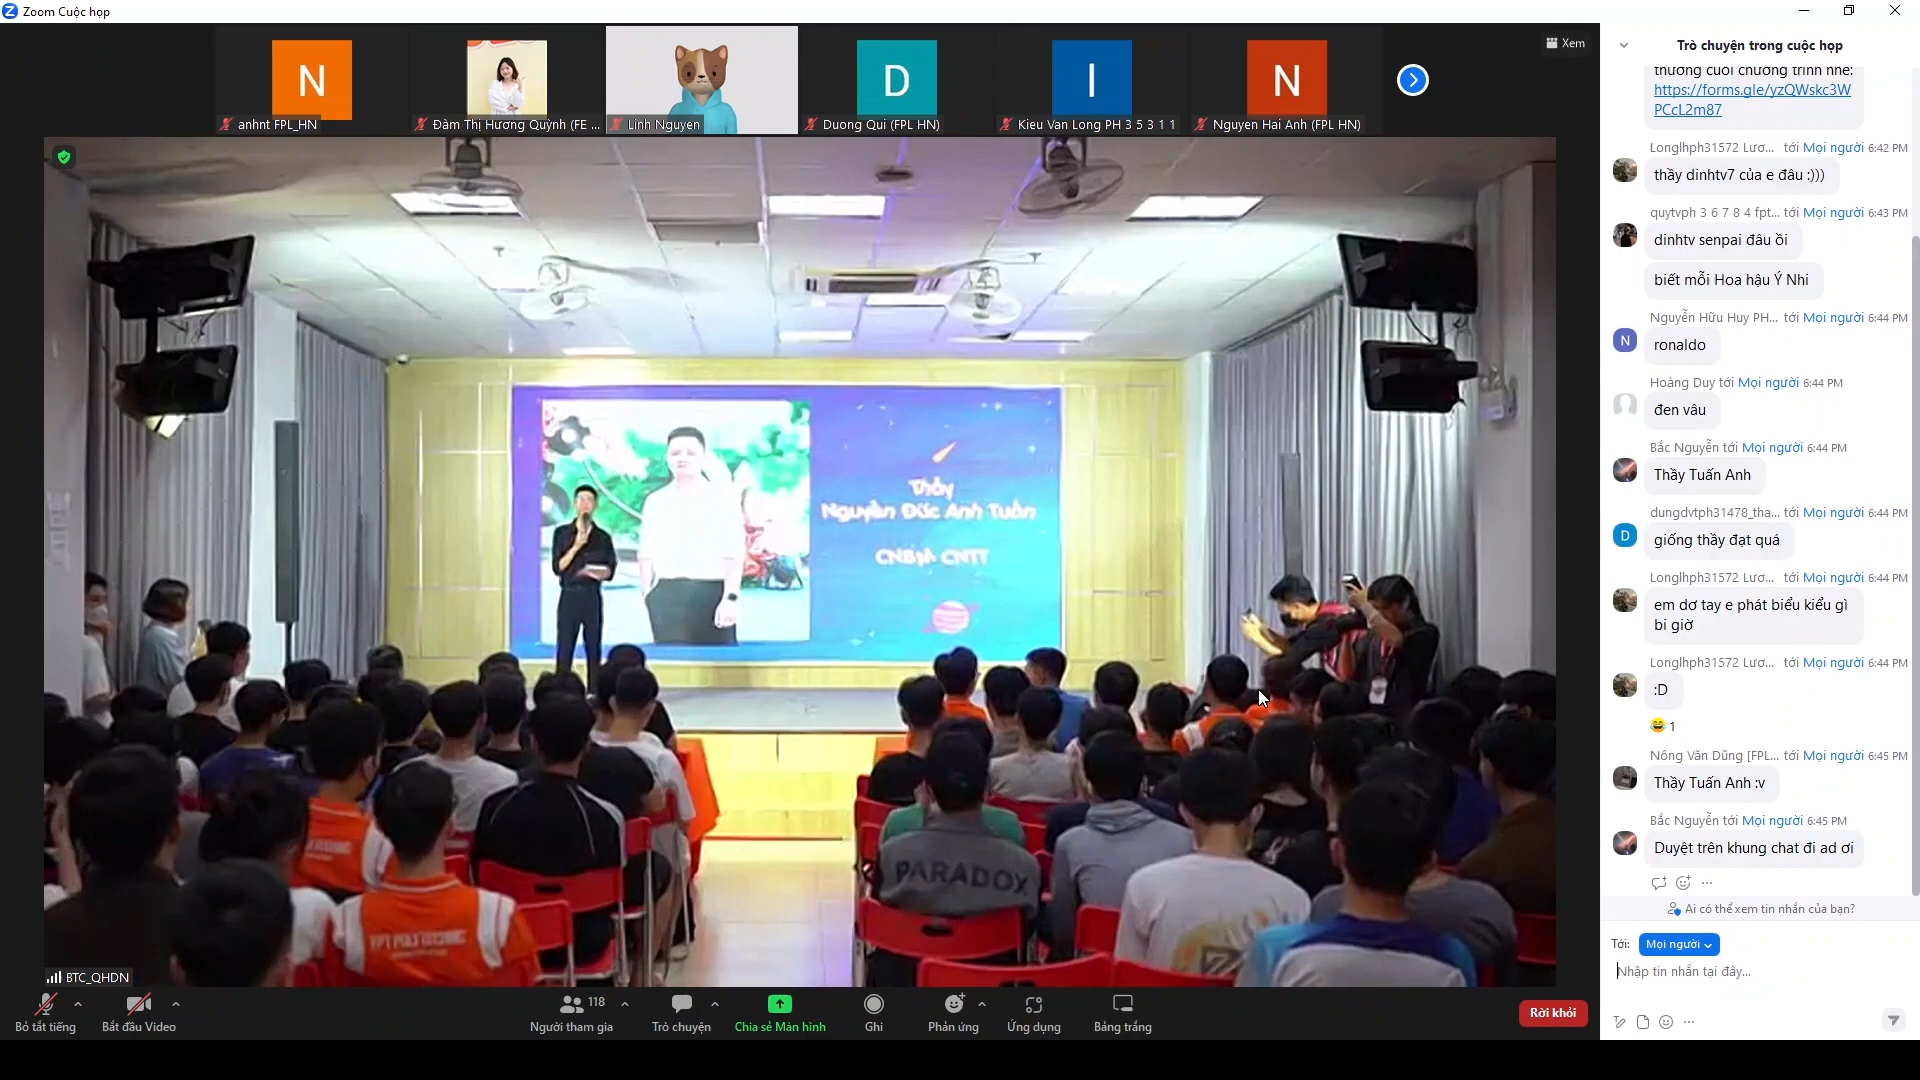 Zoom Cuộc họp
Xem
N
anhnt FPL_HN
Đàm Thị Hương Quỳnh (FE ...
Linh Nguyen
D
Duong Qui (FPL HN)
I
Kieu Van Long PH 3 5 3 1 1
N
Nguyen Hai Anh (FPL HN)
Thầy
Nguyễn Đức Anh Tuấn
CNBM CNTT
PARADOX
BTC_QHDN
Bỏ tắt tiếng
Bắt đầu Video
118
Người tham gia
Trò chuyện
Chia sẻ Màn hình
Ghi
Phản ứng
Ứng dụng
Bảng trắng
Rời khỏi
Trò chuyện trong cuộc họp
thưởng cuối chương trình nhé:
https://forms.gle/yzQWskc3W
PCcL2m87
Longlhph31572 Lươ... tới Mọi người 6:42 PM
thầy dinhtv7 của e đâu :)))
quytvph 3 6 7 8 4 fpt... tới Mọi người 6:43 PM
dinhtv senpai đâu ồi
biết mỗi Hoa hậu Ý Nhi
Nguyễn Hữu Huy PH... tới Mọi người 6:44 PM
N
ronaldo
Hoàng Duy tới Mọi người 6:44 PM
đen vâu
Bắc Nguyễn tới Mọi người 6:44 PM
Thầy Tuấn Anh
dungdvtph31478_tha... tới Mọi người 6:44 PM
D
giống thầy đạt quá
Longlhph31572 Lươ... tới Mọi người 6:44 PM
em dơ tay e phát biểu kiểu gì
bi giờ
Longlhph31572 Lươ... tới Mọi người 6:44 PM
:D
😄 1
Nông Văn Dũng [FPL... tới Mọi người 6:45 PM
Thầy Tuấn Anh :v
Bắc Nguyễn tới Mọi người 6:45 PM
Duyệt trên khung chat đi ad ơi
Ai có thể xem tin nhắn của bạn?
Tới: Mọi người
Nhập tin nhắn tại đây...